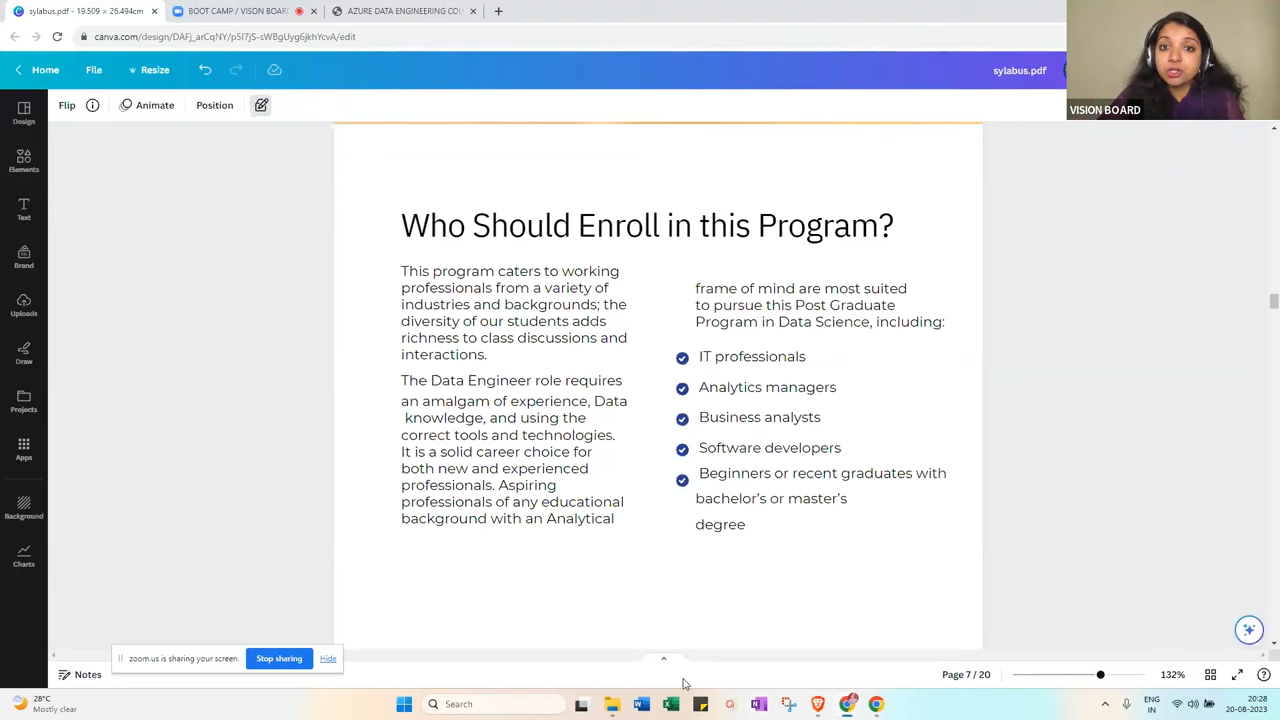 sylabus.pdf - 19.509 × 26.494cm
BOOT CAMP / VISON BOARD
AZURE DATA ENGINEERING COU
canva.com/design/DAFj_arCqNY/p5I7jS-sWBgUyg6jkhYcvA/edit
Home
File
Resize
sylabus.pdf
VISION BOARD
Flip
Animate
Position
Design
Elements
Text
Brand
Uploads
Draw
Projects
Apps
Background
Charts
Who Should Enroll in this Program?
This program caters to working
professionals from a variety of
industries and backgrounds; the
diversity of our students adds
richness to class discussions and
interactions.
The Data Engineer role requires
an amalgam of experience, Data
knowledge, and using the
correct tools and technologies.
It is a solid career choice for
both new and experienced
professionals. Aspiring
professionals of any educational
background with an Analytical
frame of mind are most suited
to pursue this Post Graduate
Program in Data Science, including:
IT professionals
Analytics managers
Business analysts
Software developers
Beginners or recent graduates with
bachelor's or master's
degree
zoom.us is sharing your screen.
Stop sharing
Hide
Notes
Page 7 / 20
132%
28°C
Mostly clear
Search
ENG
IN
20:28
20-08-2023